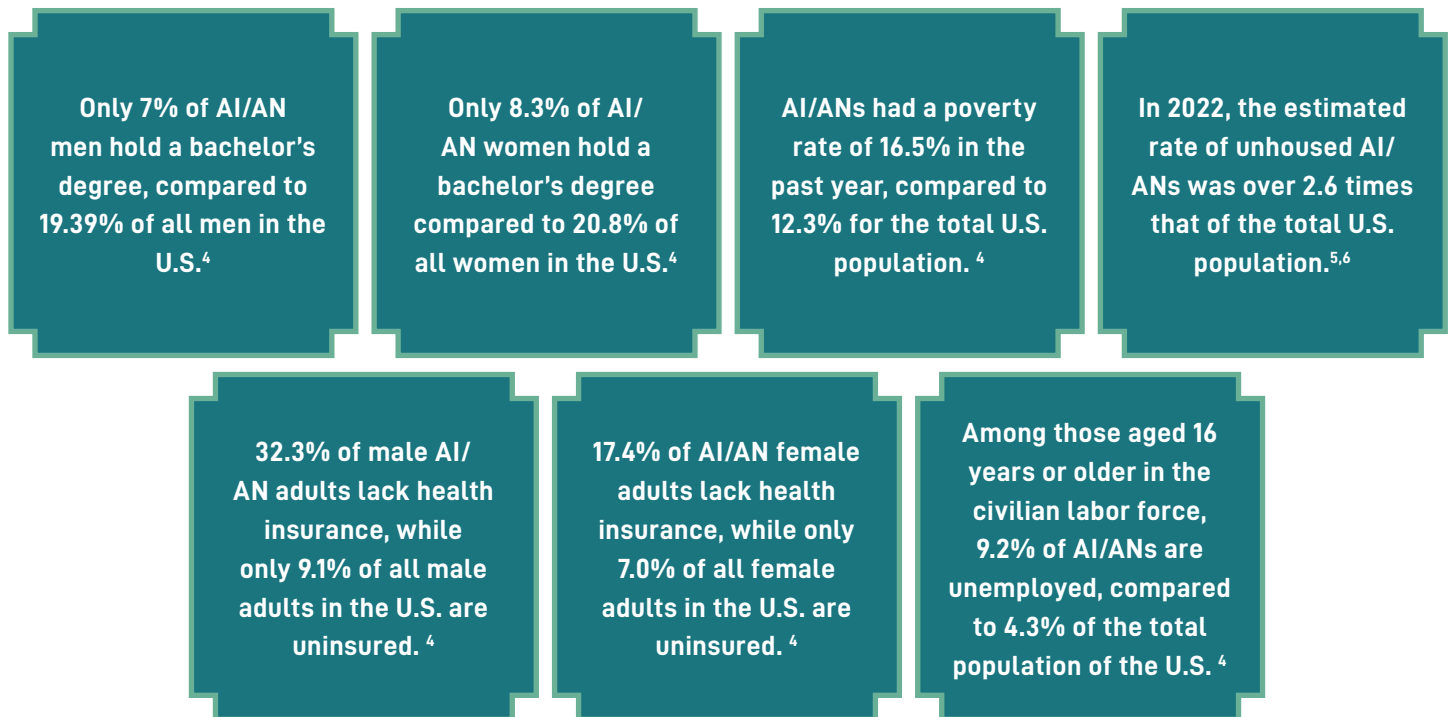 Only 7% of AI/AN
men hold a bachelor’s
degree, compared to
19.39% of all men in the
U.S.⁴
Only 8.3% of AI/
AN women hold a
bachelor’s degree
compared to 20.8% of
all women in the U.S.⁴
AI/ANs had a poverty
rate of 16.5% in the
past year, compared to
12.3% for the total U.S.
population. ⁴
In 2022, the estimated
rate of unhoused AI/
ANs was over 2.6 times
that of the total U.S.
population.⁵,⁶
32.3% of male AI/
AN adults lack health
insurance, while
only 9.1% of all male
adults in the U.S. are
uninsured. ⁴
17.4% of AI/AN female
adults lack health
insurance, while only
7.0% of all female
adults in the U.S. are
uninsured. ⁴
Among those aged 16
years or older in the
civilian labor force,
9.2% of AI/ANs are
unemployed, compared
to 4.3% of the total
population of the U.S. ⁴